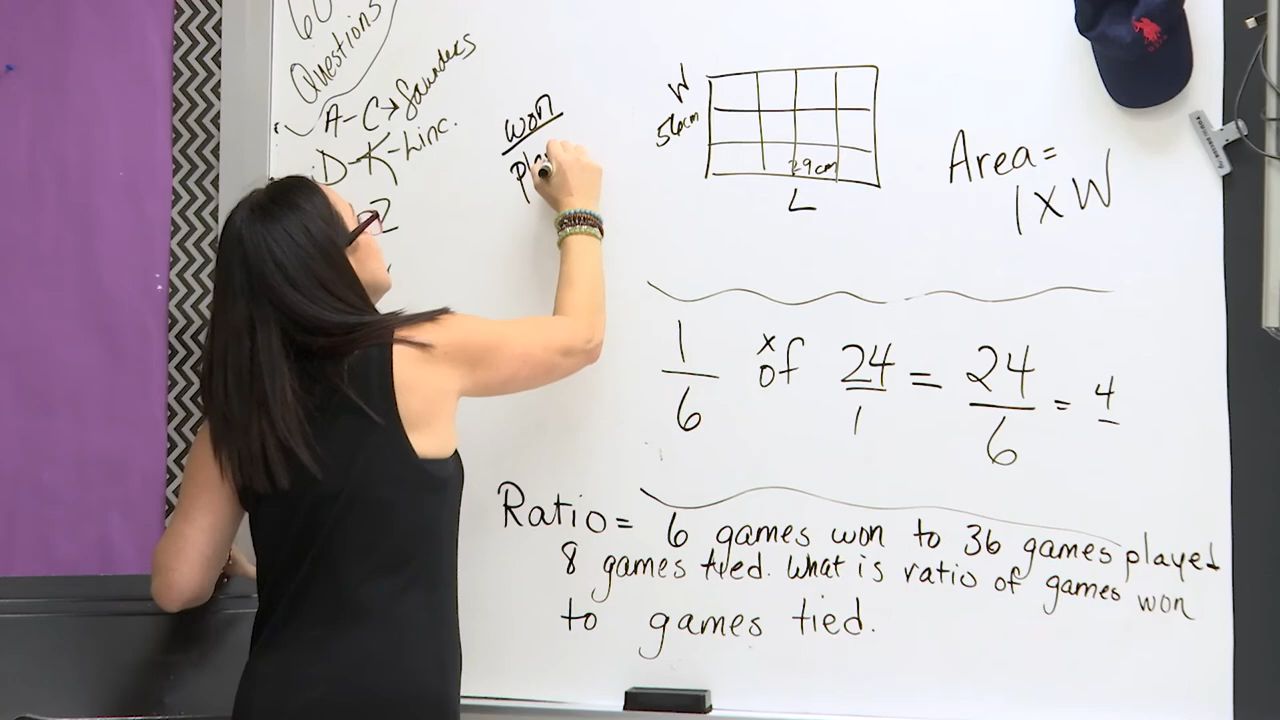 60
Questions
A-C→Saunders
D-K-Linc.
Z
won
W
56cm
29cm
L
Area=
l x W
1/6 x of 24/1 = 24/6 = 4
Ratio= 6 games won to 36 games played
8 games tied. What is ratio of games won
to games tied.